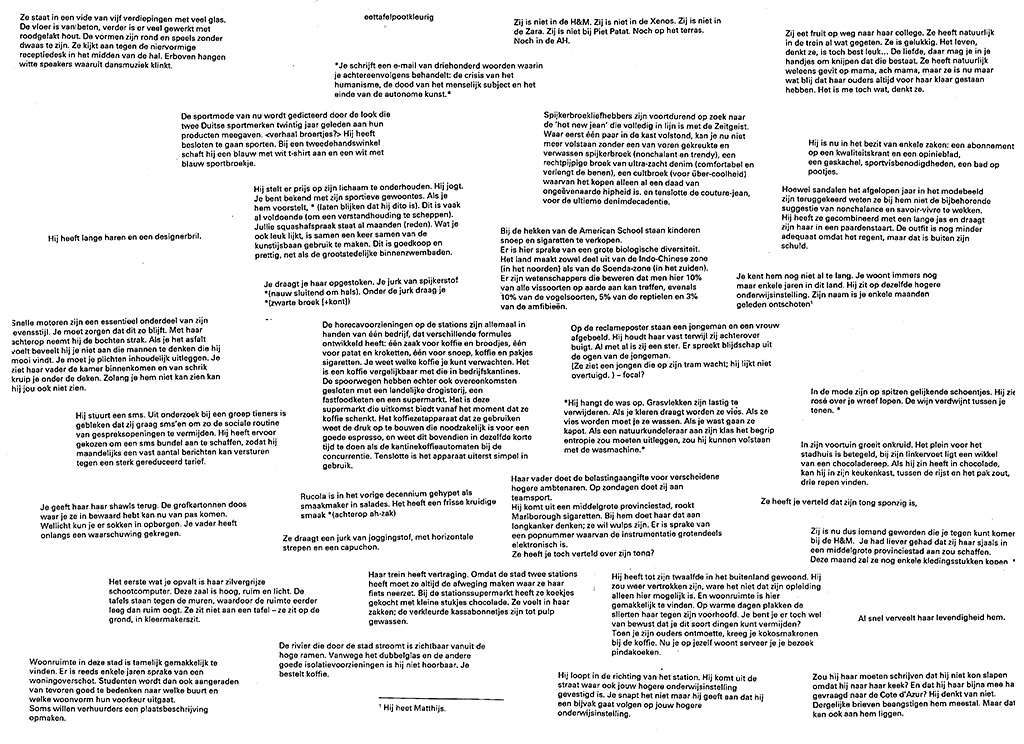 Ze staat in een vide van vijf verdiepingen met veel glas.
De vloer is van beton, verder is er veel gewerkt met
roodgelakt hout. De vormen zijn rond en speels zonder
dwaas te zijn. Ze kijkt aan tegen de niervormige
receptiedesk in het midden van de hal. Erboven hangen
witte speakers waaruit dansmuziek klinkt.
eettafelpootkleurig
Zij is niet in de H&M. Zij is niet in de Xenos. Zij is niet in
de Zara. Zij is niet bij Piet Patat. Noch op het terras.
Noch in de AH.
Zij eet fruit op weg naar haar college. Ze heeft natuurlijk
in de trein al wat gegeten. Ze is gelukkig. Het leven,
denkt ze, is toch best leuk... De liefde, daar mag je in je
handjes om knijpen dat die bestaat. Ze heeft natuurlijk
weleens gevit op mama, ach mama, maar ze is nu maar
wat blij dat haar ouders altijd voor haar klaar gestaan
hebben. Het is me toch wat, denkt ze.
*Je schrijft een e-mail van driehonderd woorden waarin
je achtereenvolgens behandelt: de crisis van het
humanisme, de dood van het menselijk subject en het
einde van de autonome kunst.*
De sportmode van nu wordt gedicteerd door de look die
twee Duitse sportmerken twintig jaar geleden aan hun
producten meegaven. <verhaal broertjes?> Hij heeft
besloten te gaan sporten. Bij een tweedehandswinkel
schaft hij een blauw met wit t-shirt aan en een wit met
blauw sportbroekje.
Spijkerbroekliefhebbers zijn voortdurend op zoek naar
de 'hot new jean' die volledig in lijn is met de Zeitgeist.
Waar eerst één paar in de kast volstond, kan je nu niet
meer volstaan zonder een van voren gekreukte en
verwassen spijkerbroek (nonchalant en trendy), een
rechtpijpige broek van ultra-zacht denim (comfortabel en
verlengt de benen), een cultbroek (voor über-coolheid)
waarvan het kopen alleen al een daad van
ongeëvenaarde hipheid is. en tenslotte de couture-jean,
voor de ultieme denimdecadentie.
Hij is nu in het bezit van enkele zaken: een abonnement
op een kwaliteitskrant en een opinieblad,
een gaskachel, sportvisbenodigdheden, een bad op
pootjes.
Hij stelt er prijs op zijn lichaam te onderhouden. Hij jogt.
Je bent bekend met zijn sportieve gewoontes. Als je
hem voorstelt, * (laten blijken dat hij dito is). Dit is vaak
al voldoende (om een verstandhouding te scheppen).
Jullie squashafspraak staat al maanden (reden). Wat je
ook leuk lijkt, is samen een keer samen van de
kunstijsbaan gebruik te maken. Dit is goedkoop en
prettig, net als de grootstedelijke binnenzwembaden.
Hoewel sandalen het afgelopen jaar in het modebeeld
zijn teruggekeerd weten ze bij hem niet de bijbehorende
suggestie van nonchalance en savoir-vivre te wekken.
Hij heeft ze gecombineerd met een lange jas en draagt
zijn haar in een paardenstaart. De outfit is nog minder
adequaat omdat het regent, maar dat is buiten zijn
schuld.
Hij heeft lange haren en een designerbril.
Bij de hekken van de American School staan kinderen
snoep en sigaretten te verkopen.
Er is hier sprake van een grote biologische diversiteit.
Het land maakt zowel deel uit van de Indo-Chinese zone
(in het noorden) als van de Soenda-zone (in het zuiden).
Er zijn wetenschappers die beweren dat men hier 10%
van alle vissoorten op aarde aan kan treffen, evenals
10% van de vogelsoorten, 5% van de reptielen en 3%
van de amfibieën.
Je draagt je haar opgestoken. Je jurk van spijkerstof
*(nauw sluitend om hals). Onder de jurk draag je
*(zwarte broek [+kont])
Je kent hem nog niet al te lang. Je woont immers nog
maar enkele jaren in dit land. Hij zit op dezelfde hogere
onderwijsinstelling. Zijn naam is je enkele maanden
geleden ontschoten¹
Snelle motoren zijn een essentieel onderdeel van zijn
levensstijl. Je moet zorgen dat dit zo blijft. Met haar
achterop neemt hij de bochten strak. Als je het asfalt
voelt beveelt hij je niet aan die mannen te denken die hij
mooi vindt. Je moet je plichten inhoudelijk uitleggen. Je
ziet haar vader de kamer binnenkomen en van schrik
kruip je onder de deken. Zolang je hem niet kan zien kan
hij jou ook niet zien.
De horecavoorzieningen op de stations zijn allemaal in
handen van één bedrijf, dat verschillende formules
ontwikkeld heeft: één zaak voor koffie en broodjes, één
voor patat en kroketten, één voor snoep, koffie en pakjes
sigaretten. Je weet welke koffie je kunt verwachten. Het
is een koffie vergelijkbaar met die in bedrijfskantines.
De spoorwegen hebben echter ook overeenkomsten
gesloten met een landelijke drogisterij, een
fastfoodketen en een supermarkt. Het is deze
supermarkt die uitkomst biedt vanaf het moment dat ze
koffie schenkt. Het koffiezetapparaat dat ze gebruiken
weet de druk op te bouwen die noodzakelijk is voor een
goede espresso, en weet dit bovendien in dezelfde korte
tijd te doen als de kantinekoffieautomaten bij de
concurrentie. Tenslotte is het apparaat uiterst simpel in
gebruik.
Op de reclameposter staan een jongeman en een vrouw
afgebeeld. Hij houdt haar vast terwijl zij achterover
buigt. Al met al is zij een ster. Er spreekt blijdschap uit
de ogen van de jongeman.
(Ze ziet een jongen die op zijn tram wacht; hij lijkt niet
overtuigd. ) – focal?
In de mode zijn op spitzen gelijkende schoentjes. Hij zie
rosé over je wreef lopen. De wijn verdwijnt tussen je
tenen. *
*Hij hangt de was op. Grasvlekken zijn lastig te
verwijderen. Als je kleren draagt worden ze vies. Als ze
vies worden moet je ze wassen. Als je wast gaan ze
kapot. Als een natuurkundeleraar aan zijn klas het begrip
entropie zou moeten uitleggen, zou hij kunnen volstaan
met de wasmachine.*
Hij stuurt een sms. Uit onderzoek bij een groep tieners is
gebleken dat zij graag sms'en om zo de sociale routine
van gespreksopeningen te vermijden. Hij heeft ervoor
gekozen om een sms bundel aan te schaffen, zodat hij
maandelijks een vast aantal berichten kan versturen
tegen een sterk gereduceerd tarief.
In zijn voortuin groeit onkruid. Het plein voor het
stadhuis is betegeld, bij zijn linkervoet ligt een wikkel
van een chocoladereep. Als hij zin heeft in chocolade,
kan hij in zijn keukenkast, tussen de rijst en het pak zout,
drie repen vinden.
Haar vader doet de belastingaangifte voor verscheidene
hogere ambtenaren. Op zondagen doet zij aan
teamsport.
Hij komt uit een middelgrote provinciestad, rookt
Marlborough sigaretten. Bij hem doet haar dat aan
longkanker denken; ze wil wulps zijn. Er is sprake van
een popnummer waarvan de instrumentatie grotendeels
elektronisch is.
Ze heeft je toch verteld over zijn tong?
Je geeft haar haar shawls terug. De grofkartonnen doos
waar je ze in bewaard hebt kan nu van pas komen.
Wellicht kun je er sokken in opbergen. Je vader heeft
onlangs een waarschuwing gekregen.
Rucola is in het vorige decennium gehypet als
smaakmaker in salades. Het heeft een frisse kruidige
smaak *(achterop ah-zak)
Ze heeft je verteld dat zijn tong sponzig is,
Ze draagt een jurk van joggingstof, met horizontale
strepen en een capuchon.
Zij is nu dus iemand geworden die je tegen kunt komen
bij de H&M. Je had liever gehad dat zij haar sjaals in
een middelgrote provinciestad aan zou schaffen.
Deze maand zal ze nog enkele kledingsstukken kopen *
Het eerste wat je opvalt is haar zilvergrijze
schootcomputer. Deze zaal is hoog, ruim en licht. De
tafels staan tegen de muren, waardoor de ruimte eerder
leeg dan ruim oogt. Ze zit niet aan een tafel – ze zit op de
grond, in kleermakerszit.
Haar trein heeft vertraging. Omdat de stad twee stations
heeft moet ze altijd de afweging maken waar ze haar
fiets neerzet. Bij de stationssupermarkt heeft ze koekjes
gekocht met kleine stukjes chocolade. Ze voelt in haar
zakken; de verkleurde kassabonnetjes zijn tot pulp
gewassen.
Hij heeft tot zijn twaalfde in het buitenland gewoond. Hij
zou weer vertrokken zijn, ware het niet dat zijn opleiding
alleen hier mogelijk is. En woonruimte is hier
gemakkelijk te vinden. Op warme dagen plakken de
slierten haar tegen zijn voorhoofd. Je bent je er toch wel
van bewust dat je dit soort dingen kunt vermijden?
Toen je zijn ouders ontmoette, kreeg je kokosmakronen
bij de koffie. Nu je op jezelf woont serveer je je bezoek
pindakoeken.
Al snel verveelt haar levendigheid hem.
De rivier die door de stad stroomt is zichtbaar vanuit de
hoge ramen. Vanwege het dubbelglas en de andere
goede isolatievoorzieningen is hij niet hoorbaar. Je
bestelt koffie.
Woonruimte in deze stad is tamelijk gemakkelijk te
vinden. Er is reeds enkele jaren sprake van een
woningoverschot. Studenten wordt dan ook aangeraden
van tevoren goed te bedenken naar welke buurt en
welke woonvorm hun voorkeur uitgaat.
Soms willen verhuurders een plaatsbeschrijving
opmaken.
¹ Hij heet Matthijs.
Hij loopt in de richting van het station. Hij komt uit de
straat waar ook jouw hogere onderwijsinstelling
gevestigd is. Je snapt het niet maar hij geeft aan dat hij
een bijvak gaat volgen op jouw hogere
onderwijsinstelling.
Zou hij haar moeten schrijven dat hij niet kon slapen
omdat hij naar haar keek? En dat hij haar bijna mee ha
gevraagd naar de Cote d'Azur? Hij denkt van niet.
Dergelijke brieven beangstigen hem meestal. Maar dat
kan ook aan hem liggen.